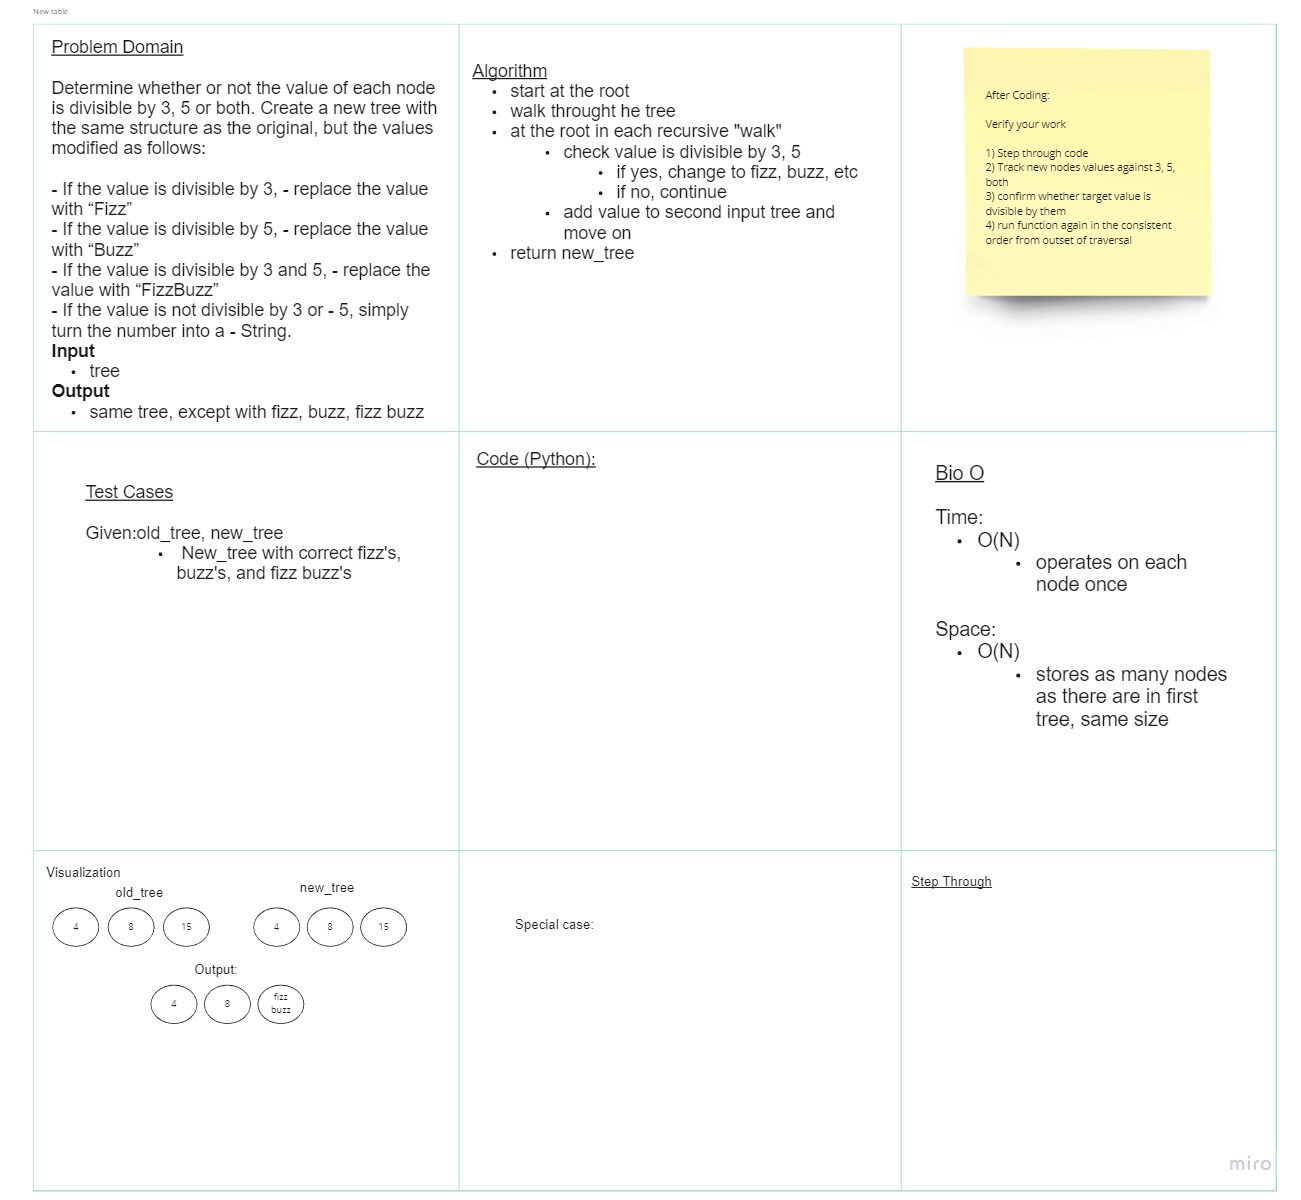 New table
Problem Domain
Determine whether or not the value of each node
is divisible by 3, 5 or both. Create a new tree with
the same structure as the original, but the values
modified as follows:
- If the value is divisible by 3, - replace the value
with “Fizz”
- If the value is divisible by 5, - replace the value
with “Buzz”
- If the value is divisible by 3 and 5, - replace the
value with “FizzBuzz”
- If the value is not divisible by 3 or - 5, simply
turn the number into a - String.
Input
• tree
Output
• same tree, except with fizz, buzz, fizz buzz
Algorithm
• start at the root
• walk throught he tree
• at the root in each recursive "walk"
• check value is divisible by 3, 5
• if yes, change to fizz, buzz, etc
• if no, continue
• add value to second input tree and
move on
• return new_tree
After Coding:
Verify your work
1) Step through code
2) Track new nodes values against 3, 5,
both
3) confirm whether target value is
dvisible by them
4) run function again in the consistent
order from outset of traversal
Test Cases
Given:old_tree, new_tree
• New_tree with correct fizz's,
buzz's, and fizz buzz's
Code (Python):
Bio O
Time:
• O(N)
• operates on each
node once
Space:
• O(N)
• stores as many nodes
as there are in first
tree, same size
Visualization
old_tree
new_tree
4 8 15
4 8 15
Output:
4 8 fizz
buzz
Special case:
Step Through
miro